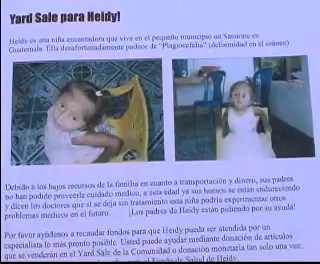 Yard Sale para Heidy!
Heidy es una niña encantadora que vive en el pequeño municipio de Sanarate en
Guatemala. Ella desafortunadamente padece de "Plagiocefalia" (deformidad en el cráneo)
Debido a los bajos recursos de la familia en cuanto a transportación y dinero, sus padres
no han podido proveerle cuidado medico, a esta edad ya sus huesos se están endureciendo
y dicen los doctores que si se deja sin tratamiento esta niña podría experimentar otros
problemas médicos en el futuro. ¡Los padres de Heidy están pidiendo por su ayuda!
Por favor ayúdenos a recaudar fondos para que Heidy pueda ser atendida por un
especialista lo más pronto posible. Usted puede ayudar mediante donación de artículos
que se venderán en el Yard Sale de la Comunidad o donación monetaria tan solo una vez.
Fondo de Salud de Heidy.